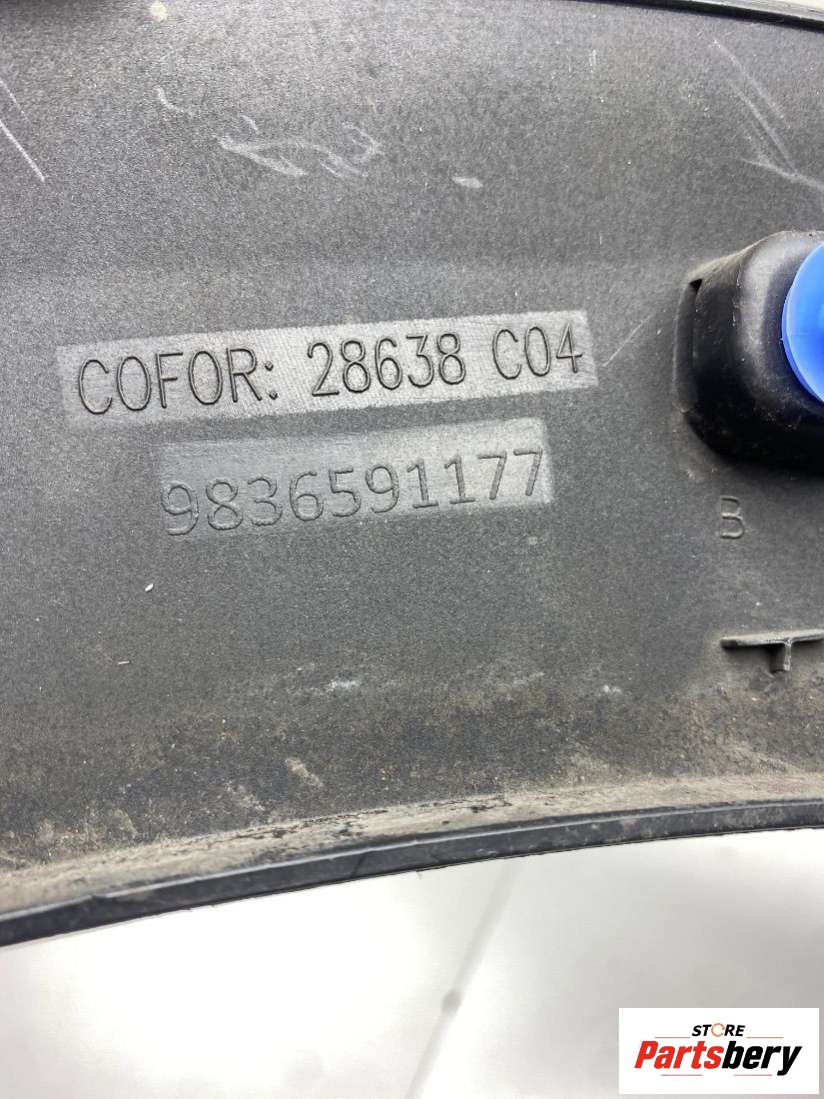 COFOR: 28638 C04
9836591177
B
STORE
Partsbery